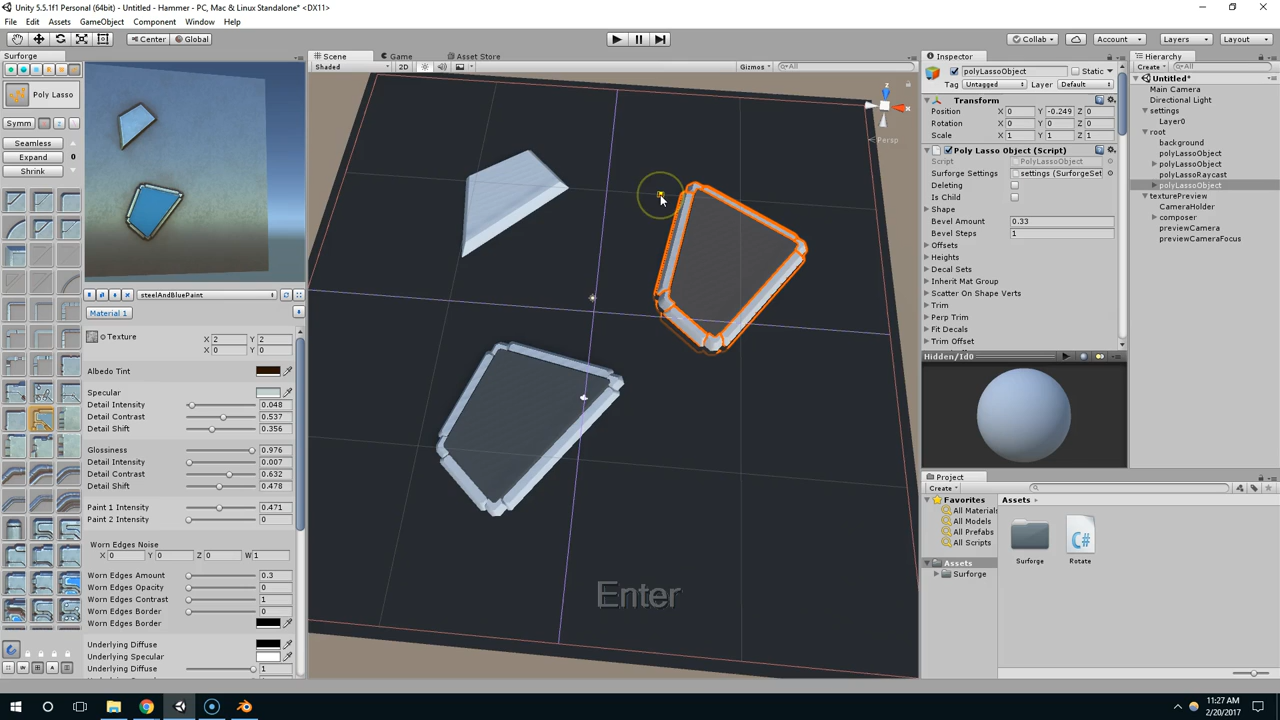 Unity 5.5.1f1 Personal (64bit) - Untitled - Hammer - PC, Mac & Linux Standalone* <DX11>
File Edit Assets GameObject Component Window Help
Center Global
Collab Account Layers Layout
Surforge
Poly Lasso
Symm
Seamless
Expand 0
Shrink
steelAndBluePaint
Material 1
Texture X 2 Y 2
X 0 Y 0
Albedo Tint
Specular
Detail Intensity 0.048
Detail Contrast 0.537
Detail Shift 0.356
Glossiness 0.976
Detail Intensity 0.007
Detail Contrast 0.632
Detail Shift 0.478
Paint 1 Intensity 0.471
Paint 2 Intensity 0
Worn Edges Noise
X 0 Y 0 Z 0 W 1
Worn Edges Amount 0.3
Worn Edges Opacity 0
Worn Edges Contrast 1
Worn Edges Border 0
Worn Edges Border
Underlying Diffuse
Underlying Specular
Underlying Diffuse 1
Scene Game Asset Store
Shaded 2D Gizmos All
z
Persp
Enter
Inspector
polyLassoObject Static
Tag Untagged Layer Default
Transform
Position X 0 Y -0.249 Z 0
Rotation X 0 Y 0 Z 0
Scale X 1 Y 1 Z 1
Poly Lasso Object (Script)
Script PolyLassoObject
Surforge Settings settings (SurforgeSet
Deleting
Is Child
Shape
Bevel Amount 0.33
Bevel Steps 1
Offsets
Heights
Decal Sets
Inherit Mat Group
Scatter On Shape Verts
Trim
Perp Trim
Fit Decals
Trim Offset
Hidden/Id0
Hierarchy
Create All
Untitled*
Main Camera
Directional Light
settings
Layer0
root
background
polyLassoObject
polyLassoObject
polyLassoRaycast
polyLassoObject
texturePreview
CameraHolder
composer
previewCamera
previewCameraFocus
Project
Create
Favorites
All Materials
All Models
All Prefabs
All Scripts
Assets
Surforge
Assets
Surforge
Rotate
C#
11:27 AM
2/20/2017